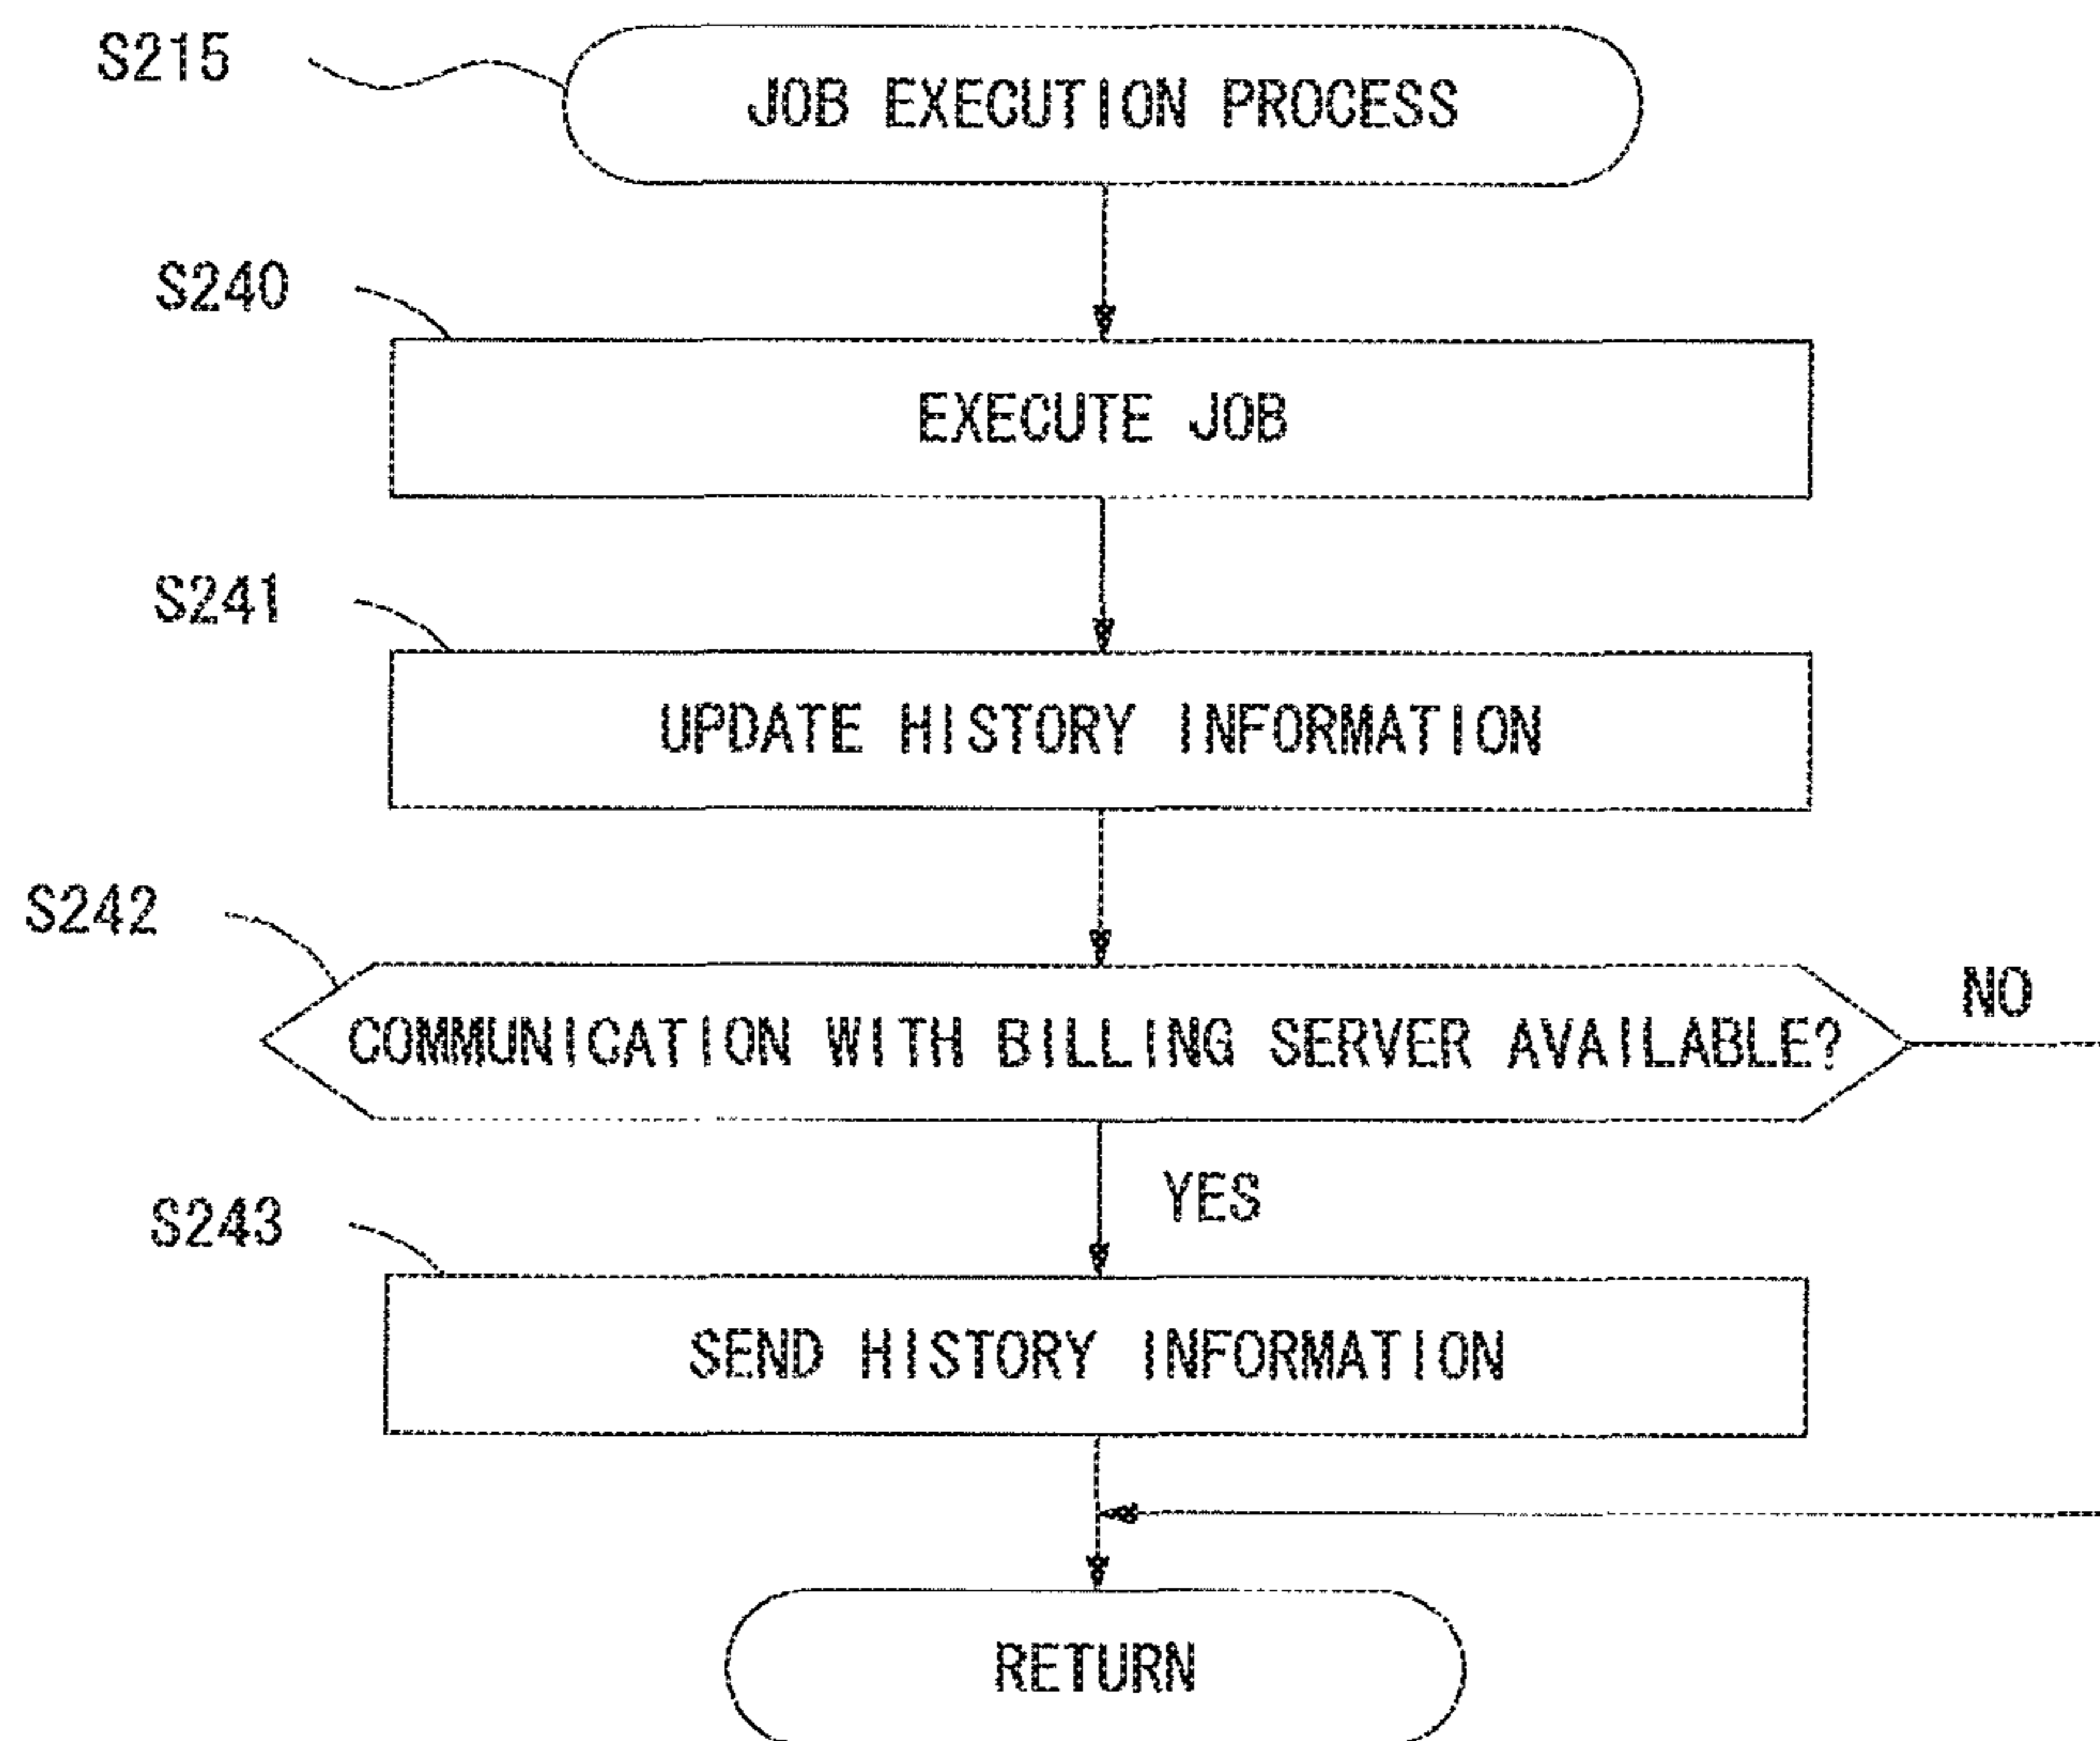 S215
JOB EXECUTION PROCESS
S240
EXECUTE JOB
S241
UPDATE HISTORY INFORMATION
S242
COMMUNICATION WITH BILLING SERVER AVAILABLE?
NO
YES
S243
SEND HISTORY INFORMATION
RETURN